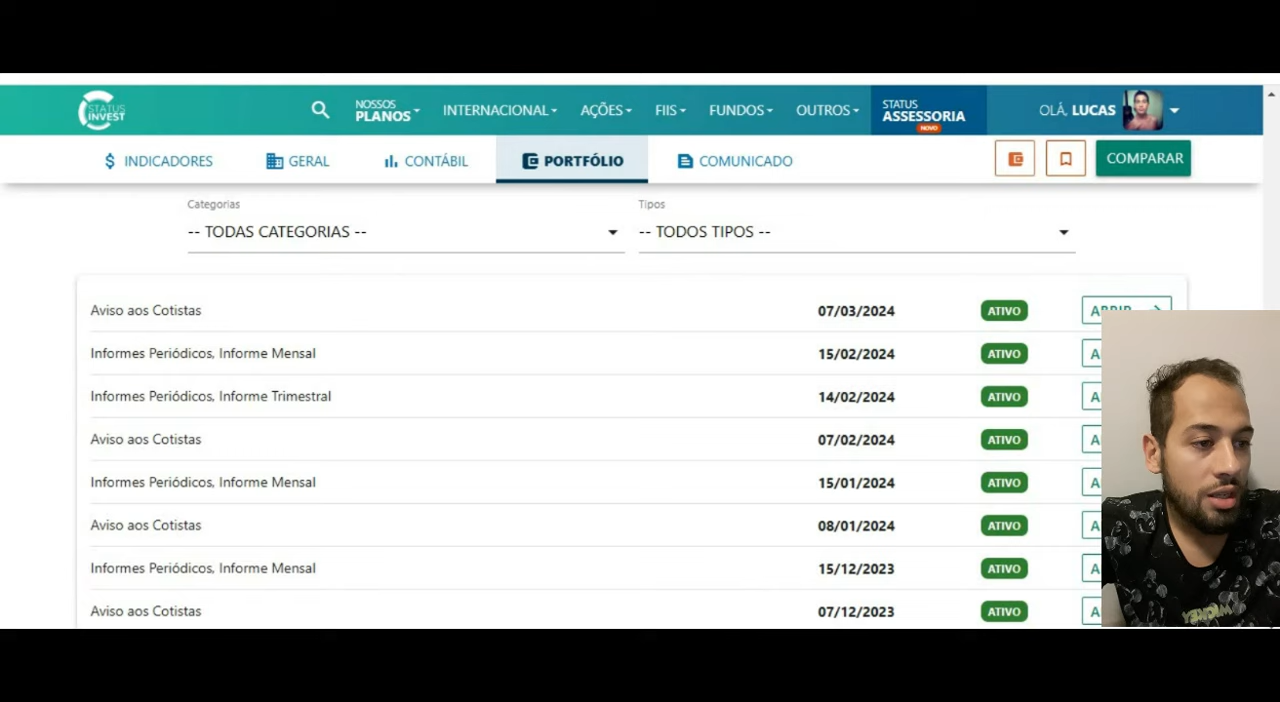 STATUS
INVEST
NOSSOS
PLANOS
INTERNACIONAL
AÇÕES
FIIS
FUNDOS
OUTROS
STATUS
ASSESSORIA
NOVO
OLÁ, LUCAS
INDICADORES
GERAL
CONTÁBIL
PORTFÓLIO
COMUNICADO
COMPARAR
Categorias
Tipos
-- TODAS CATEGORIAS --
-- TODOS TIPOS --
Aviso aos Cotistas 07/03/2024 ATIVO ABRIR
Informes Periódicos, Informe Mensal 15/02/2024 ATIVO
Informes Periódicos, Informe Trimestral 14/02/2024 ATIVO
Aviso aos Cotistas 07/02/2024 ATIVO
Informes Periódicos, Informe Mensal 15/01/2024 ATIVO
Aviso aos Cotistas 08/01/2024 ATIVO
Informes Periódicos, Informe Mensal 15/12/2023 ATIVO
Aviso aos Cotistas 07/12/2023 ATIVO